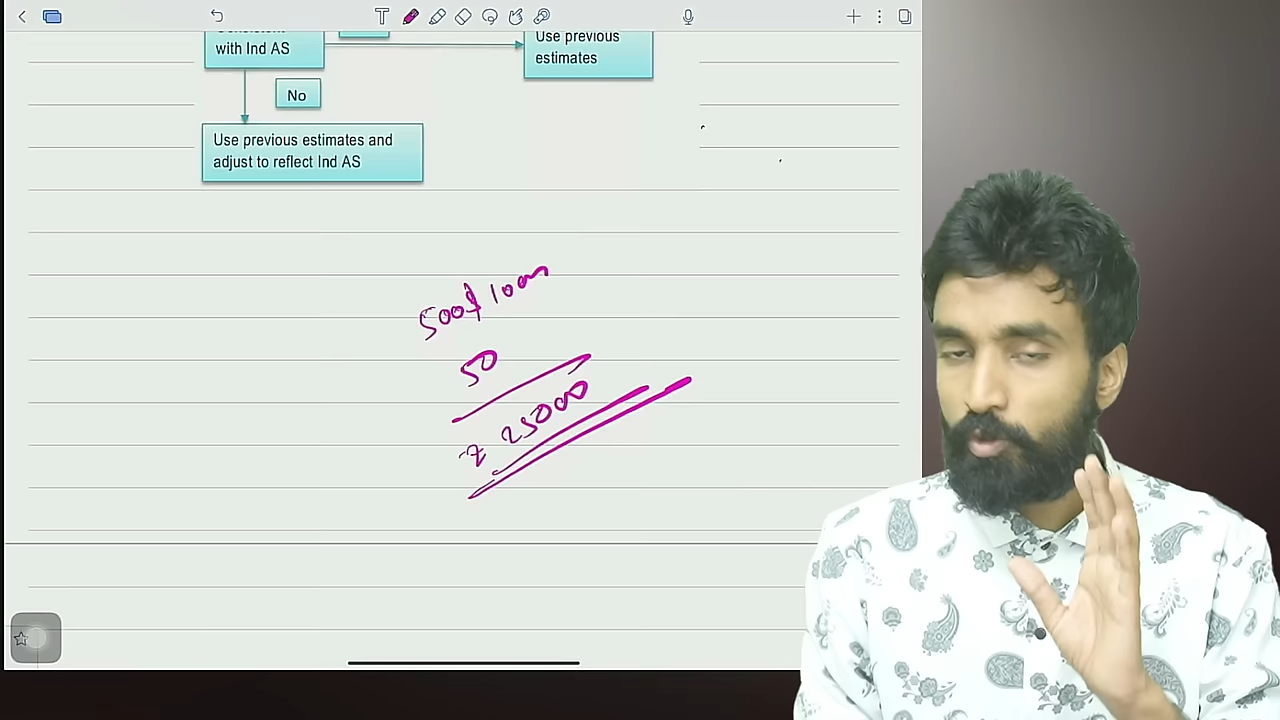 with Ind AS
Use previous
estimates
No
Use previous estimates and
adjust to reflect Ind AS
500$ loan
50
₹ 25000